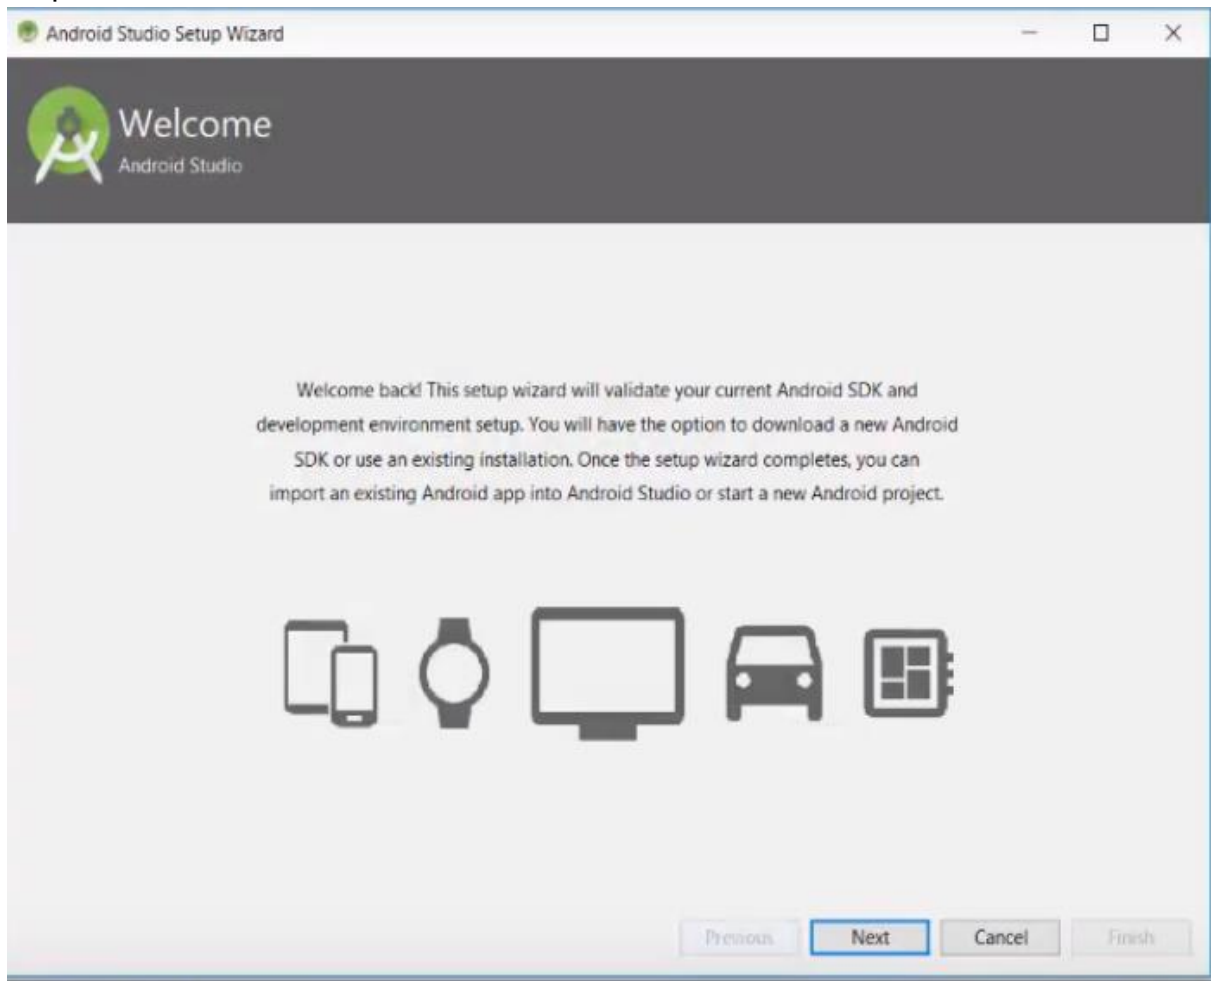 Android Studio Setup Wizard
Welcome
Android Studio
Welcome back! This setup wizard will validate your current Android SDK and
development environment setup. You will have the option to download a new Android
SDK or use an existing installation. Once the setup wizard completes, you can
import an existing Android app into Android Studio or start a new Android project.
Previous Next Cancel Finish